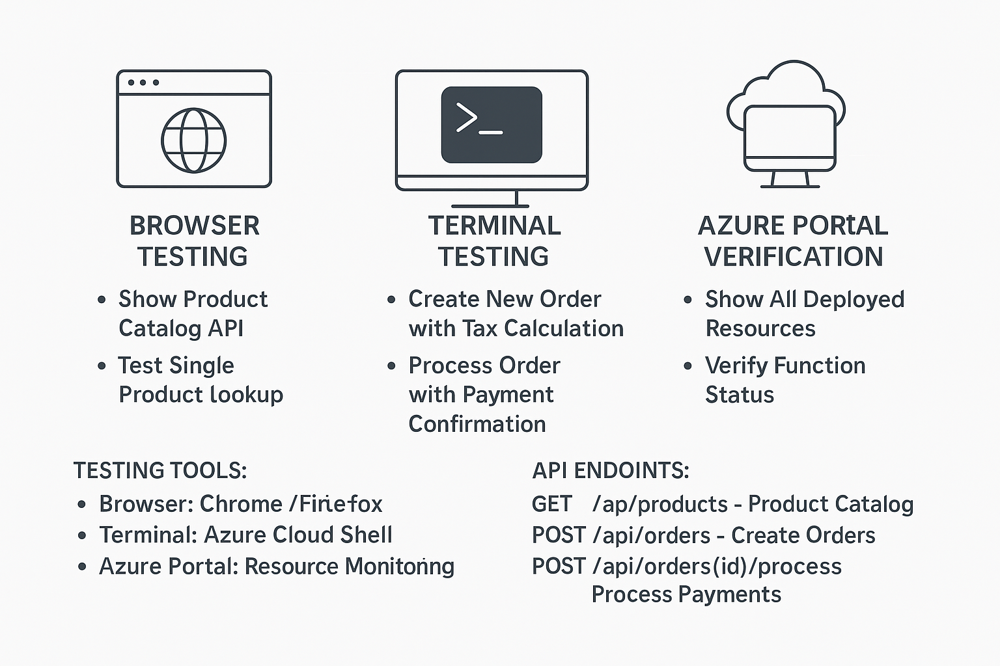 >_
BROWSER
TESTING
• Show Product
Catalog API
• Test Single
Product lookup
TERMINAL
TESTING
• Create New Order
with Tax Calculation
• Process Order
with Payment
Confirmation
AZURE PORtAL
VERIFICATION
• Show All Deployed
Resources
• Verify Function
Status
TESTING TOOLS:
• Browser: Chrome /Firiefox
• Terminal: Azure Cloud Shell
• Azure Portal: Resource Monitoring
API ENDOINTS:
GET /ap/products - Product Catalog
POST /api/orders - Create Orders
POST /api/orders(id)/process
Process Payments